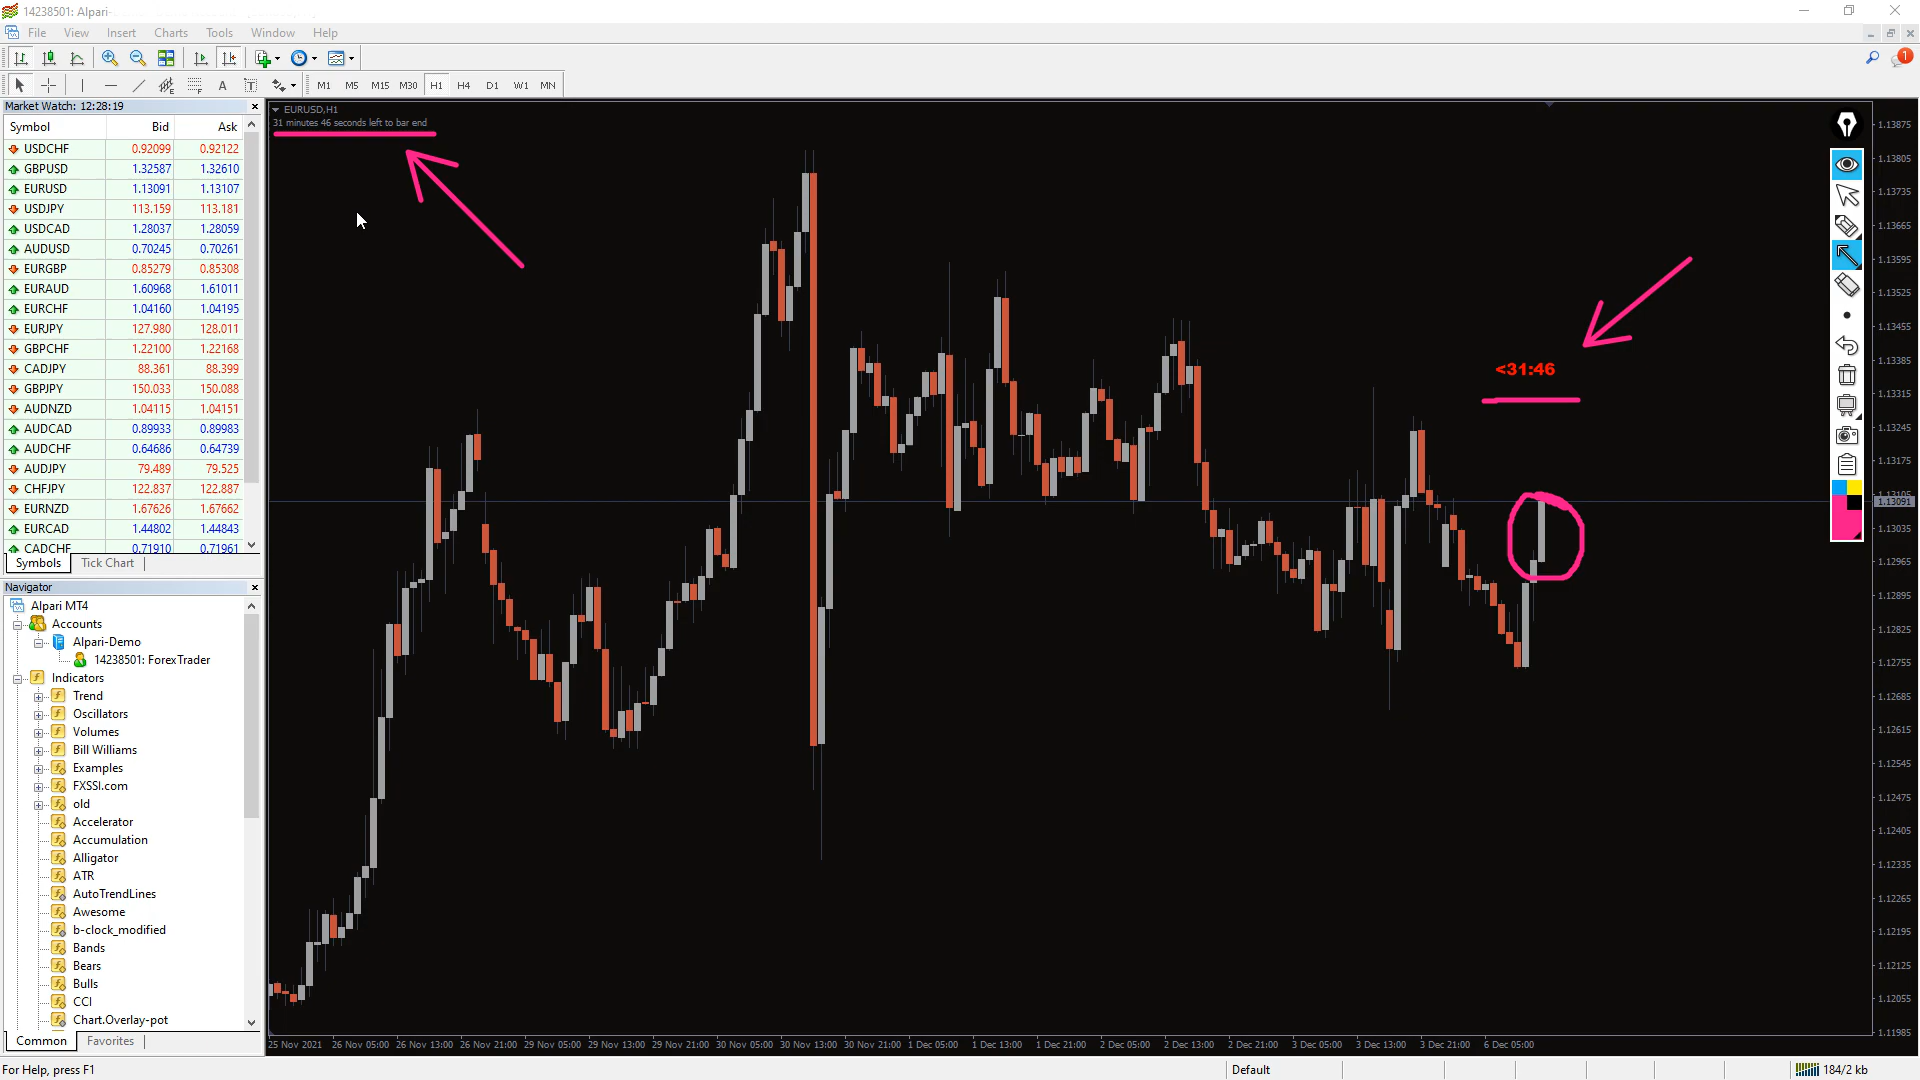 14238501: Alpari-
File View Insert Charts Tools Window Help
1
M1 M5 M15 M30 H1 H4 D1 W1 MN
Market Watch: 12:28:19
Symbol Bid Ask
USDCHF 0.92099 0.92122
GBPUSD 1.32587 1.32610
EURUSD 1.13091 1.13107
USDJPY 113.159 113.181
USDCAD 1.28037 1.28059
AUDUSD 0.70245 0.70261
EURGBP 0.85279 0.85308
EURAUD 1.60968 1.61011
EURCHF 1.04160 1.04195
EURJPY 127.980 128.011
GBPCHF 1.22100 1.22168
CADJPY 88.361 88.399
GBPJPY 150.033 150.088
AUDNZD 1.04115 1.04151
AUDCAD 0.89933 0.89983
AUDCHF 0.64686 0.64739
AUDJPY 79.489 79.525
CHFJPY 122.837 122.887
EURNZD 1.67626 1.67662
EURCAD 1.44802 1.44843
CADCHF 0.71910 0.71961
Symbols Tick Chart
Navigator
Alpari MT4
Accounts
Alpari-Demo
14238501: ForexTrader
Indicators
Trend
Oscillators
Volumes
Bill Williams
Examples
FXSSI.com
old
Accelerator
Accumulation
Alligator
ATR
AutoTrendLines
Awesome
b-clock_modified
Bands
Bears
Bulls
CCI
Chart.Overlay-pot
Common Favorites
EURUSD,H1
31 minutes 46 seconds left to bar end
<31:46
1.13875
1.13805
1.13735
1.13665
1.13595
1.13525
1.13455
1.13385
1.13315
1.13245
1.13175
1.13105
1.13091
1.13035
1.12965
1.12895
1.12825
1.12755
1.12685
1.12615
1.12545
1.12475
1.12405
1.12335
1.12265
1.12195
1.12125
1.12055
1.11985
25 Nov 2021 26 Nov 05:00 26 Nov 13:00 26 Nov 21:00 29 Nov 05:00 29 Nov 13:00 29 Nov 21:00 30 Nov 05:00 30 Nov 13:00 30 Nov 21:00 1 Dec 05:00 1 Dec 13:00 1 Dec 21:00 2 Dec 05:00 2 Dec 13:00 2 Dec 21:00 3 Dec 05:00 3 Dec 13:00 3 Dec 21:00 6 Dec 05:00
For Help, press F1 Default 184/2 kb